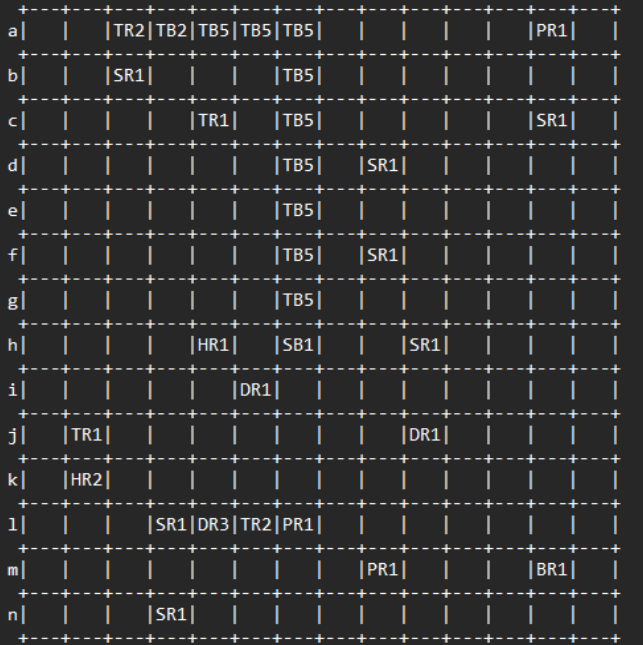 +---+---+---+---+---+---+---+---+---+---+---+---+---+---+
a|   |   |TR2|TB2|TB5|TB5|TB5|   |   |   |   |   |PR1|   |
 +---+---+---+---+---+---+---+---+---+---+---+---+---+---+
b|   |   |SR1|   |   |   |TB5|   |   |   |   |   |   |   |
 +---+---+---+---+---+---+---+---+---+---+---+---+---+---+
c|   |   |   |   |TR1|   |TB5|   |   |   |   |   |SR1|   |
 +---+---+---+---+---+---+---+---+---+---+---+---+---+---+
d|   |   |   |   |   |   |TB5|   |SR1|   |   |   |   |   |
 +---+---+---+---+---+---+---+---+---+---+---+---+---+---+
e|   |   |   |   |   |   |TB5|   |   |   |   |   |   |   |
 +---+---+---+---+---+---+---+---+---+---+---+---+---+---+
f|   |   |   |   |   |   |TB5|   |SR1|   |   |   |   |   |
 +---+---+---+---+---+---+---+---+---+---+---+---+---+---+
g|   |   |   |   |   |   |TB5|   |   |   |   |   |   |   |
 +---+---+---+---+---+---+---+---+---+---+---+---+---+---+
h|   |   |   |   |HR1|   |SB1|   |   |SR1|   |   |   |   |
 +---+---+---+---+---+---+---+---+---+---+---+---+---+---+
i|   |   |   |   |   |DR1|   |   |   |   |   |   |   |   |
 +---+---+---+---+---+---+---+---+---+---+---+---+---+---+
j|   |TR1|   |   |   |   |   |   |   |DR1|   |   |   |   |
 +---+---+---+---+---+---+---+---+---+---+---+---+---+---+
k|   |HR2|   |   |   |   |   |   |   |   |   |   |   |   |
 +---+---+---+---+---+---+---+---+---+---+---+---+---+---+
l|   |   |   |SR1|DR3|TR2|PR1|   |   |   |   |   |   |   |
 +---+---+---+---+---+---+---+---+---+---+---+---+---+---+
m|   |   |   |   |   |   |   |   |PR1|   |   |   |BR1|   |
 +---+---+---+---+---+---+---+---+---+---+---+---+---+---+
n|   |   |   |SR1|   |   |   |   |   |   |   |   |   |   |
 +---+---+---+---+---+---+---+---+---+---+---+---+---+---+